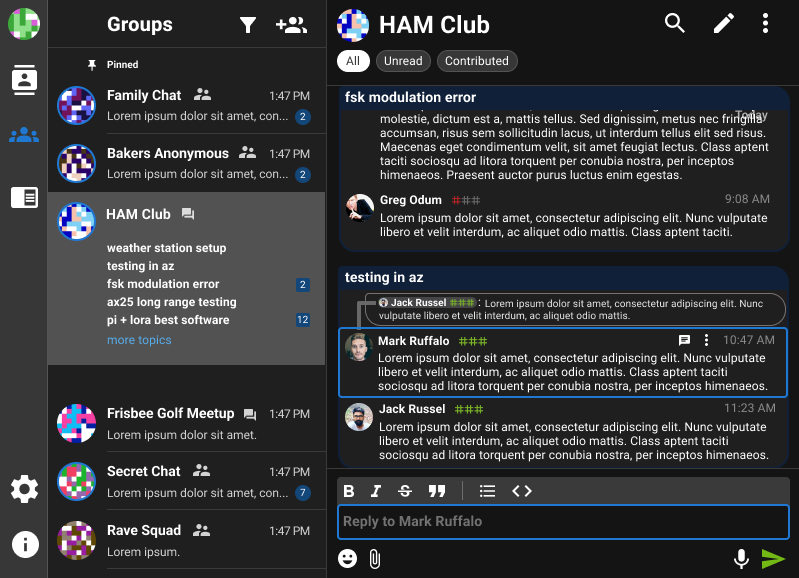 Groups
Pinned
Family Chat 1:47 PM
Lorem ipsum dolor sit amet, con... 2
Bakers Anonymous 1:47 PM
Lorem ipsum dolor sit amet, con... 2
HAM Club
weather station setup
testing in az
fsk modulation error 2
ax25 long range testing
pi + lora best software 12
more topics
Frisbee Golf Meetup 1:47 PM
Lorem ipsum dolor sit amet.
Secret Chat 1:47 PM
Lorem ipsum dolor sit amet, con... 7
Rave Squad 1:47 PM
Lorem ipsum.
HAM Club
All Unread Contributed
fsk modulation error
Today
molestie, dictum est a, mattis tellus. Sed dignissim, metus nec fringilla
accumsan, risus sem sollicitudin lacus, ut interdum tellus elit sed risus.
Maecenas eget condimentum velit, sit amet feugiat lectus. Class aptent
taciti sociosqu ad litora torquent per conubia nostra, per inceptos
himenaeos. Praesent auctor purus luctus enim egestas.
Greg Odum ### 9:08 AM
Lorem ipsum dolor sit amet, consectetur adipiscing elit. Nunc vulputate
libero et velit interdum, ac aliquet odio mattis. Class aptent taciti.
testing in az
Jack Russel ### : Lorem ipsum dolor sit amet, consectetur adipiscing elit. Nunc
vulputate libero et velit interdum, ac aliquet odio mattis.
Mark Ruffalo ### 10:47 AM
Lorem ipsum dolor sit amet, consectetur adipiscing elit. Nunc vulputate
libero et velit interdum, ac aliquet odio mattis. Class aptent taciti
sociosqu ad litora torquent per conubia nostra, per inceptos himenaeos.
Jack Russel ### 11:23 AM
Lorem ipsum dolor sit amet, consectetur adipiscing elit. Nunc vulputate
libero et velit interdum, ac aliquet odio mattis. Class aptent taciti
sociosqu ad litora torquent per conubia nostra, per inceptos himenaeos.
B I S
Reply to Mark Ruffalo